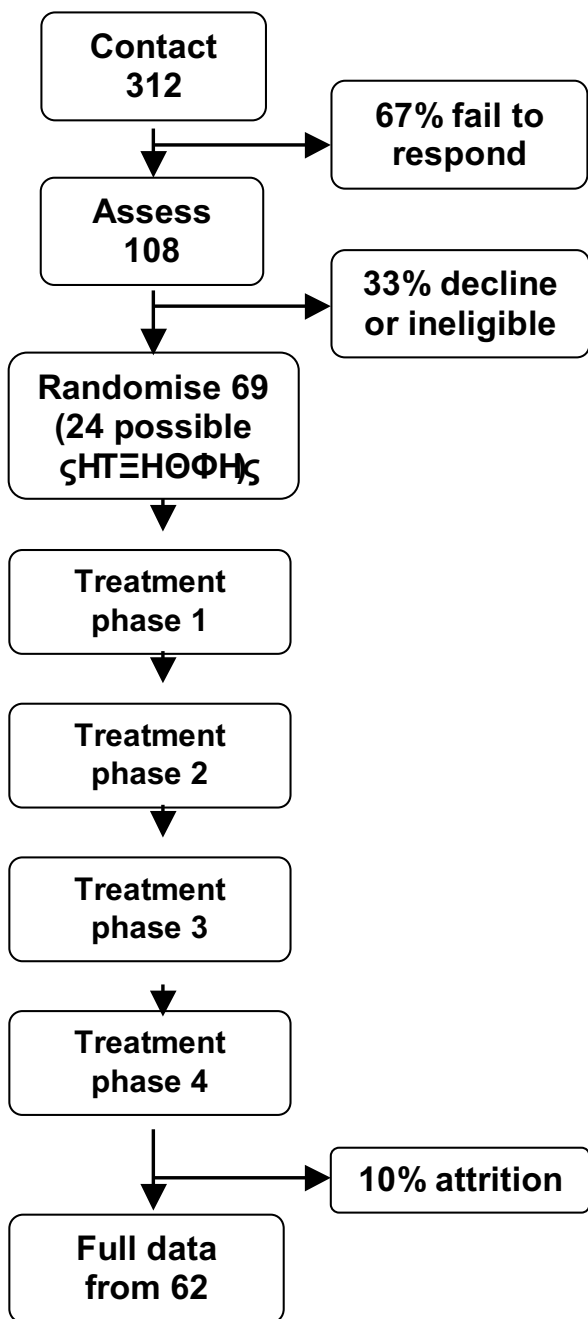 Contact
312
67% fail to
respond
Assess
108
33% decline
or ineligible
Randomise 69
(24 possible
ςΗΤΞΗΘΦΗ)ς
Treatment
phase 1
Treatment
phase 2
Treatment
phase 3
Treatment
phase 4
10% attrition
Full data
from 62